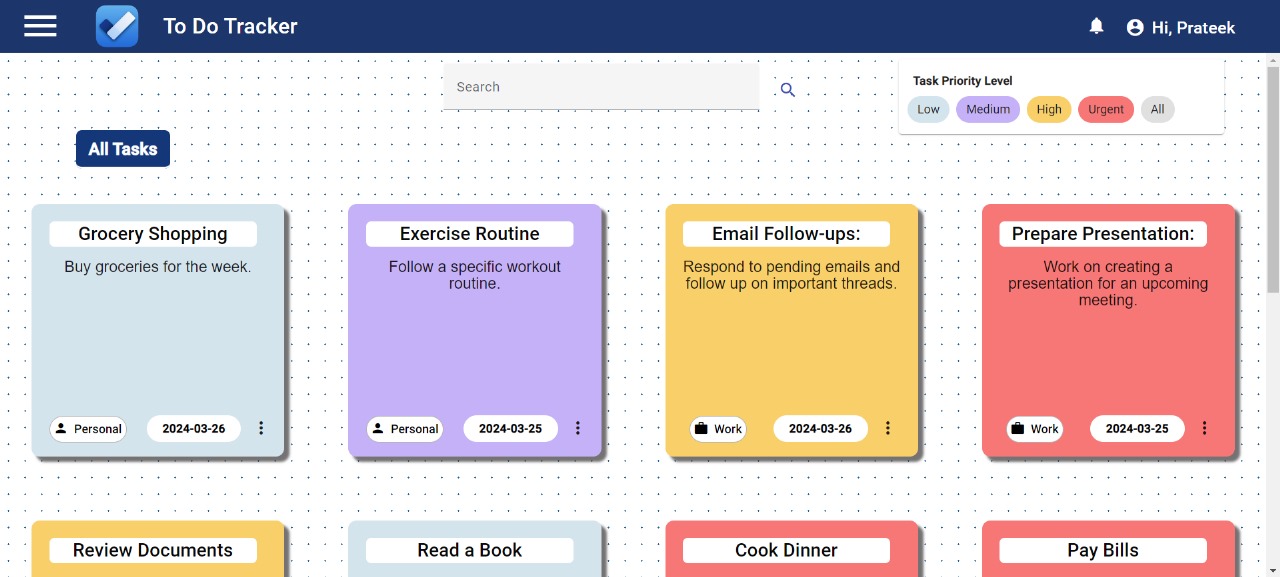 To Do Tracker
Hi, Prateek
Search
Task Priority Level
Low Medium High Urgent All
All Tasks
Grocery Shopping
Buy groceries for the week.
Personal 2024-03-26
Exercise Routine
Follow a specific workout
routine.
Personal 2024-03-25
Email Follow-ups:
Respond to pending emails and
follow up on important threads.
Work 2024-03-26
Prepare Presentation:
Work on creating a
presentation for an upcoming
meeting.
Work 2024-03-25
Review Documents
Read a Book
Cook Dinner
Pay Bills